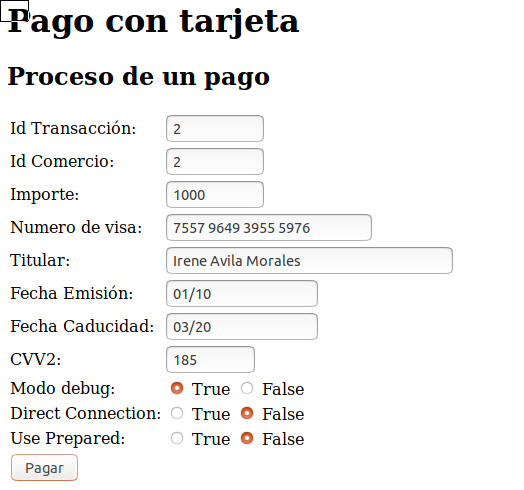 Pago con tarjeta
Proceso de un pago
Id Transacción: 2
Id Comercio: 2
Importe: 1000
Numero de visa: 7557 9649 3955 5976
Titular: Irene Avila Morales
Fecha Emisión: 01/10
Fecha Caducidad: 03/20
CVV2: 185
Modo debug: True False
Direct Connection: True False
Use Prepared: True False
Pagar